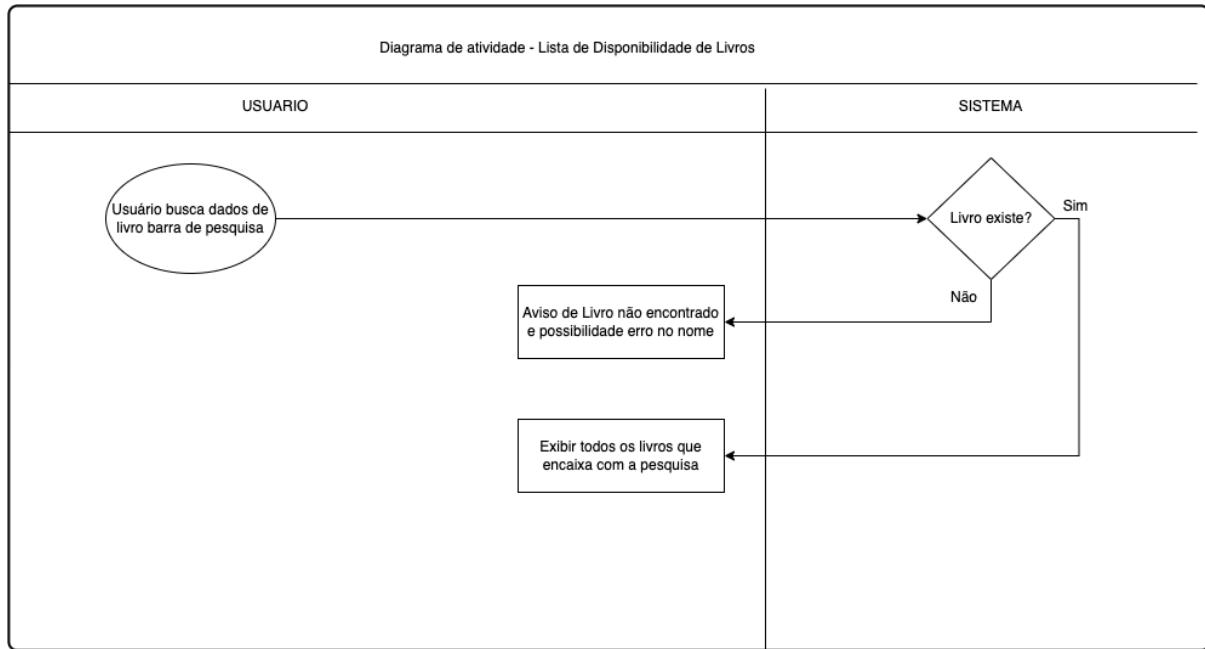 Diagrama de atividade - Lista de Disponibilidade de Livros
USUARIO
SISTEMA
Usuário busca dados de
livro barra de pesquisa
Livro existe?
Sim
Não
Aviso de Livro não encontrado
e possibilidade erro no nome
Exibir todos os livros que
encaixa com a pesquisa